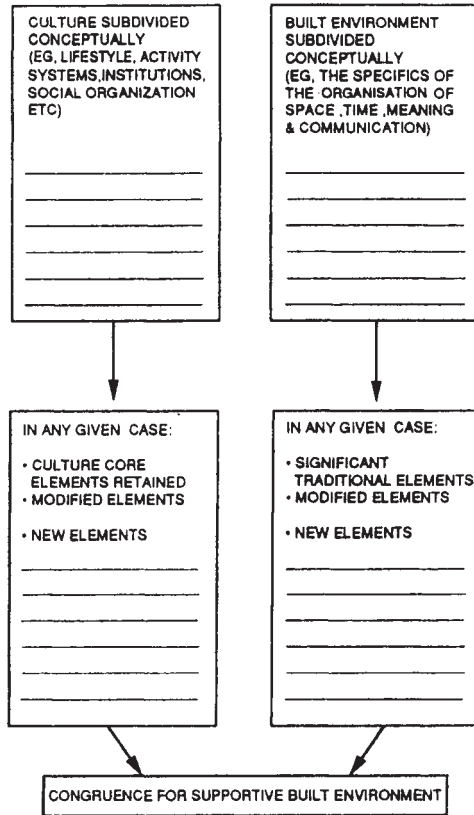 CULTURE SUBDIVIDED
CONCEPTUALLY
(EG, LIFESTYLE, ACTIVITY
SYSTEMS,INSTITUTIONS,
SOCIAL ORGANIZATION
ETC)
BUILT ENVIRONMENT
SUBDIVIDED
CONCEPTUALLY
(EG, THE SPECIFICS OF
THE ORGANISATION OF
SPACE ,TIME ,MEANING
& COMMUNICATION)
IN ANY GIVEN CASE:
• CULTURE CORE
ELEMENTS RETAINED
• MODIFIED ELEMENTS
• NEW ELEMENTS
IN ANY GIVEN CASE:
• SIGNIFICANT
TRADITIONAL ELEMENTS
• MODIFIED ELEMENTS
• NEW ELEMENTS
CONGRUENCE FOR SUPPORTIVE BUILT ENVIRONMENT